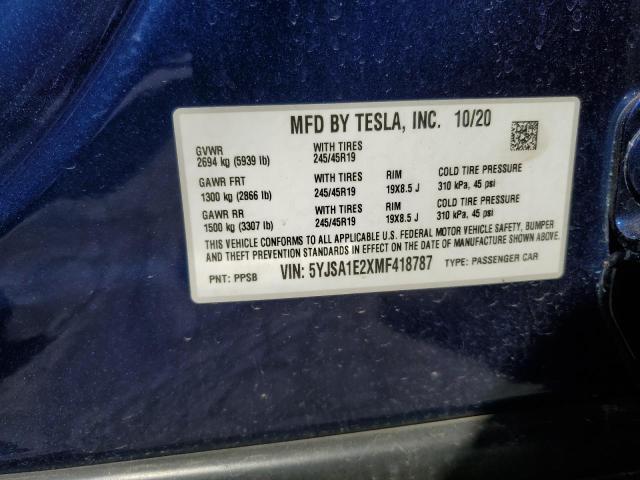 MFD BY TESLA, INC. 10/20
GVWR WITH TIRES
2694 kg (5939 lb) 245/45R19
GAWR FRT WITH TIRES RIM COLD TIRE PRESSURE
1300 kg (2866 lb) 245/45R19 19X8.5 J 310 kPa, 45 psi
GAWR RR WITH TIRES RIM COLD TIRE PRESSURE
1500 kg (3307 lb) 245/45R19 19X8.5 J 310 kPa, 45 psi
THIS VEHICLE CONFORMS TO ALL APPLICABLE U.S. FEDERAL MOTOR VEHICLE SAFETY, BUMPER
AND THEFT PREVENTION STANDARDS IN EFFECT ON THE DATE OF MANUFACTURE SHOWN ABOVE.
PNT: PPSB VIN: 5YJSA1E2XMF418787 TYPE: PASSENGER CAR